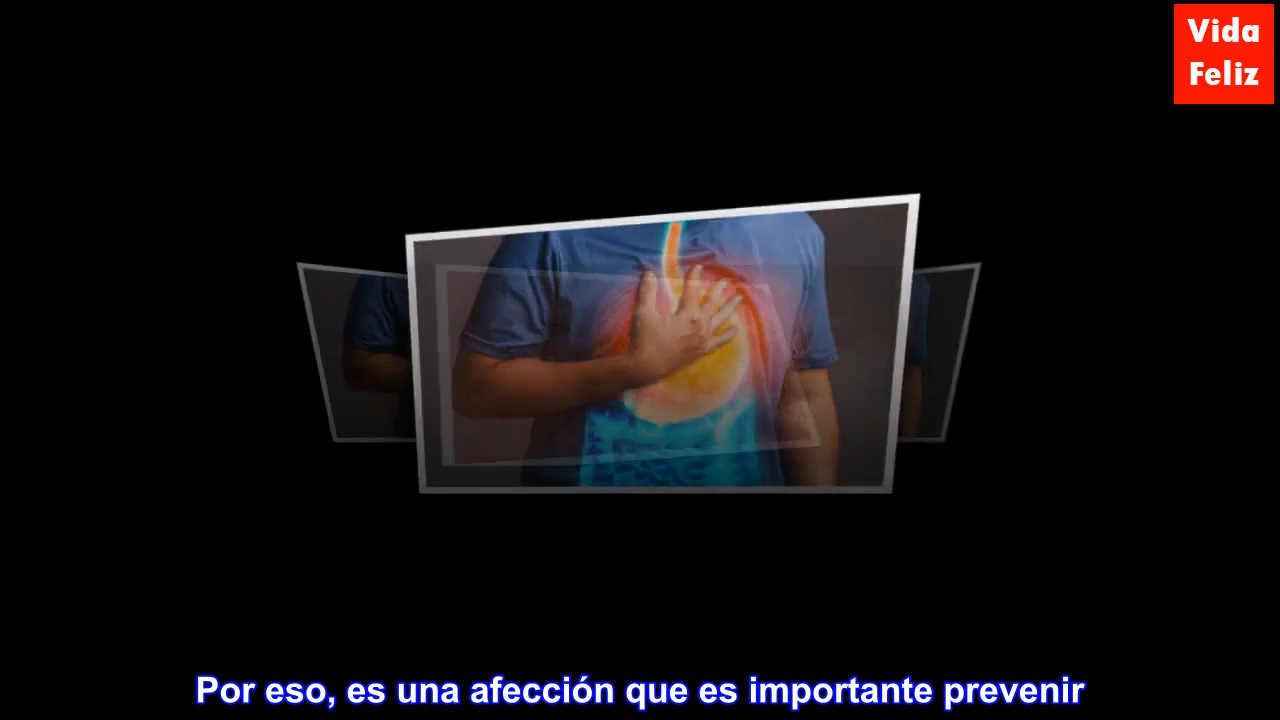 Vida
Feliz
Por eso, es una afección que es importante prevenir